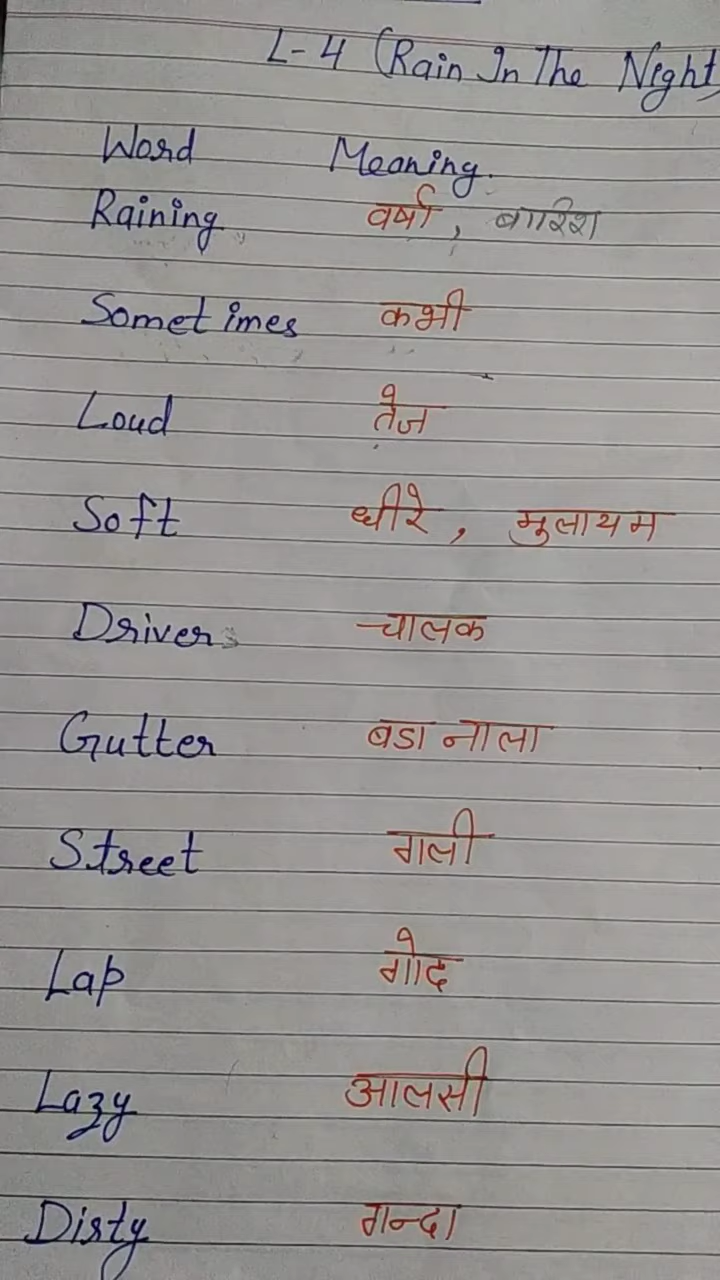 L-4 (Rain In The Night)
Word Meaning.
Raining वर्षा, बारिश
Sometimes कभी
Loud तेज
Soft धीरे, मुलायम
Driver चालक
Gutter बडा नाला
Street गली
Lap गोद
Lazy आलसी
Dirty गन्दा